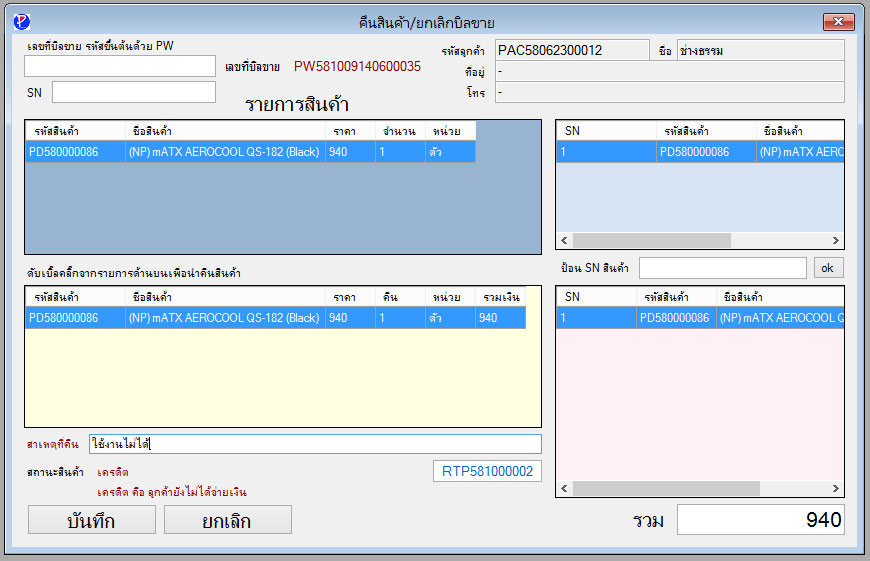 คืนสินค้า/ยกเลิกบิลขาย
เลขที่บิลขาย รหัสขึ้นต้นด้วย PW
เลขที่บิลขาย PW581009140600035
SN
รายการสินค้า
รหัสลูกค้า PAC58062300012 ชื่อ ช่างธรรม
ที่อยู่ -
โทร -
รหัสสินค้า ชื่อสินค้า ราคา จำนวน หน่วย
PD580000086 (NP) mATX AEROCOOL QS-182 (Black) 940 1 ตัว
SN รหัสสินค้า ชื่อสินค้า
1 PD580000086 (NP) mATX AEROC
ดับเบิ้ลคลิ๊กจากรายการด้านบนเพื่อนำคืนสินค้า
ป้อน SN สินค้า ok
รหัสสินค้า ชื่อสินค้า ราคา คืน หน่วย รวมเงิน
PD580000086 (NP) mATX AEROCOOL QS-182 (Black) 940 1 ตัว 940
SN รหัสสินค้า ชื่อสินค้า
1 PD580000086 (NP) mATX AEROCOOL Q
สาเหตุที่คืน ใช้งานไม่ได้
สถานะสินค้า เครดิต RTP581000002
เครดิต คือ ลูกค้ายังไม่ได้จ่ายเงิน
บันทึก ยกเลิก
รวม 940